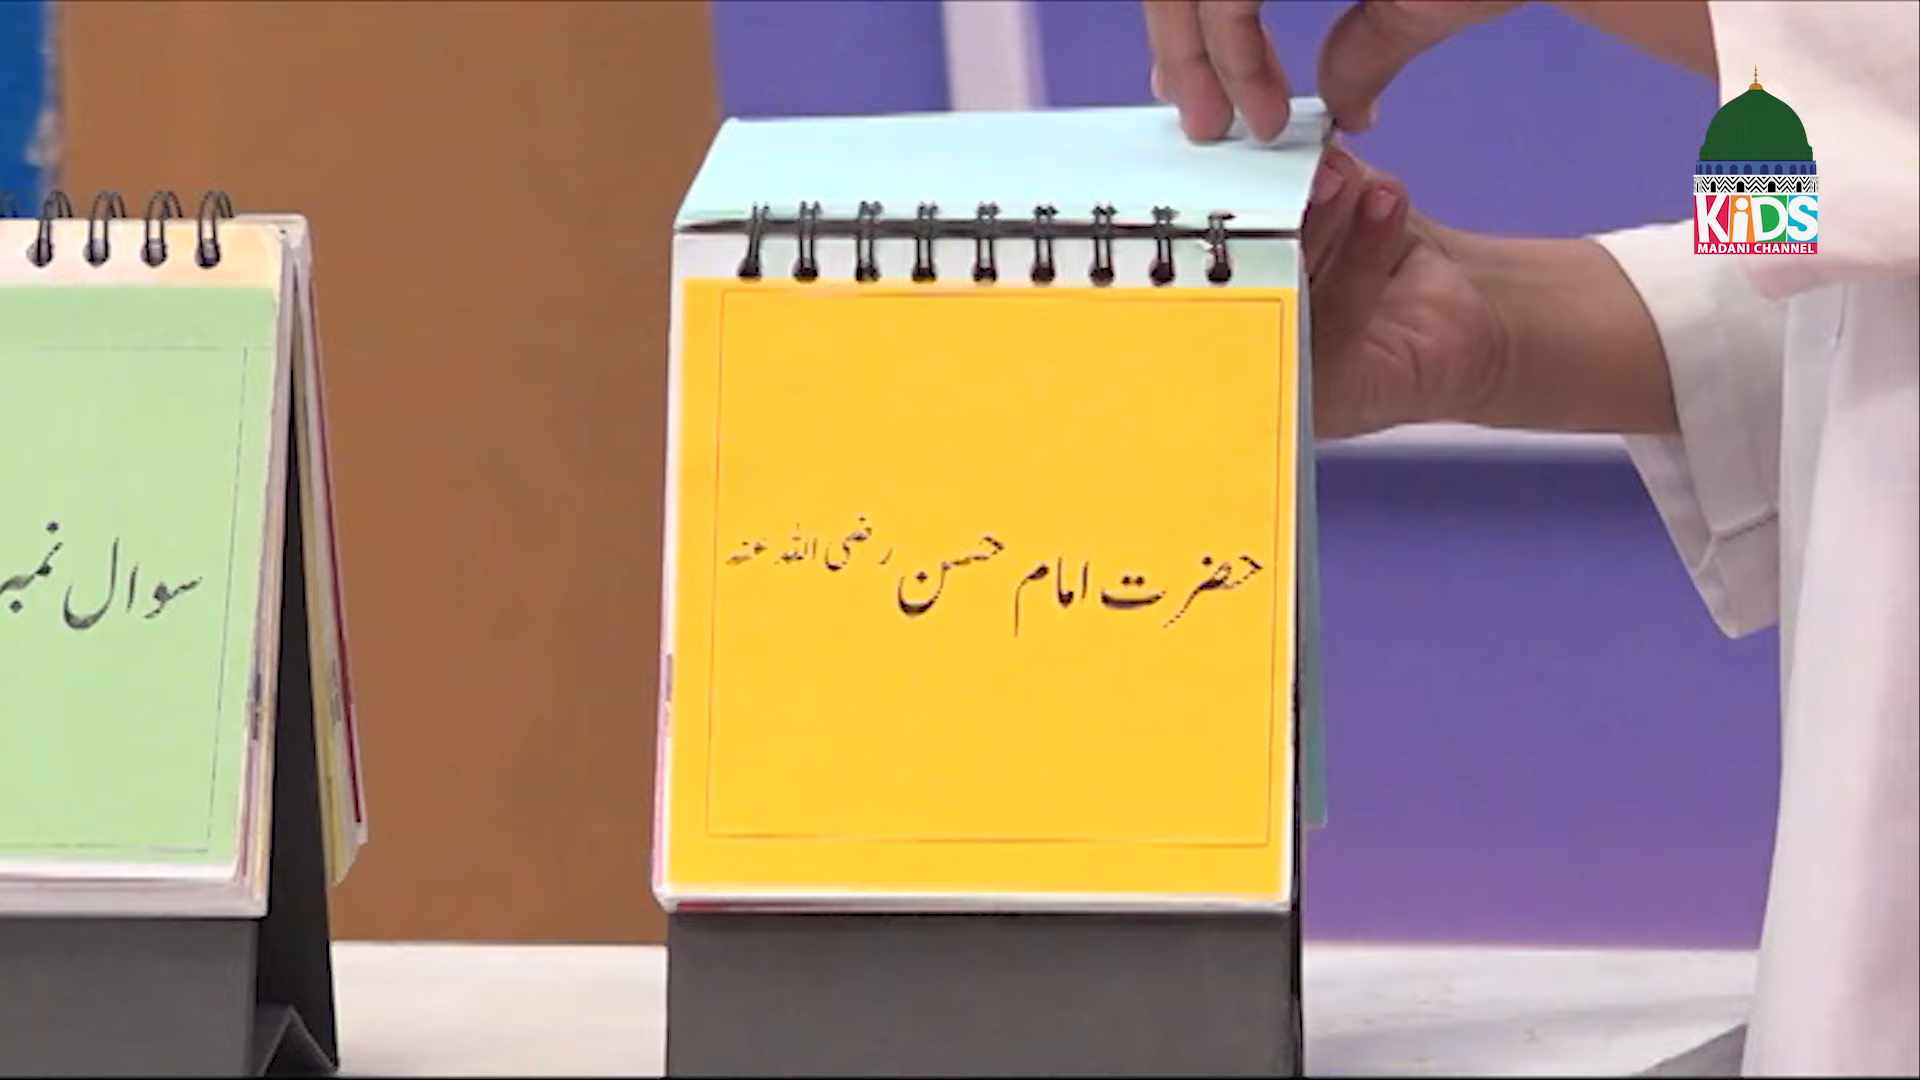 حضرت امام حسن رضی اللہ عنہ
سوال نمبر
KiDS
MADANI CHANNEL